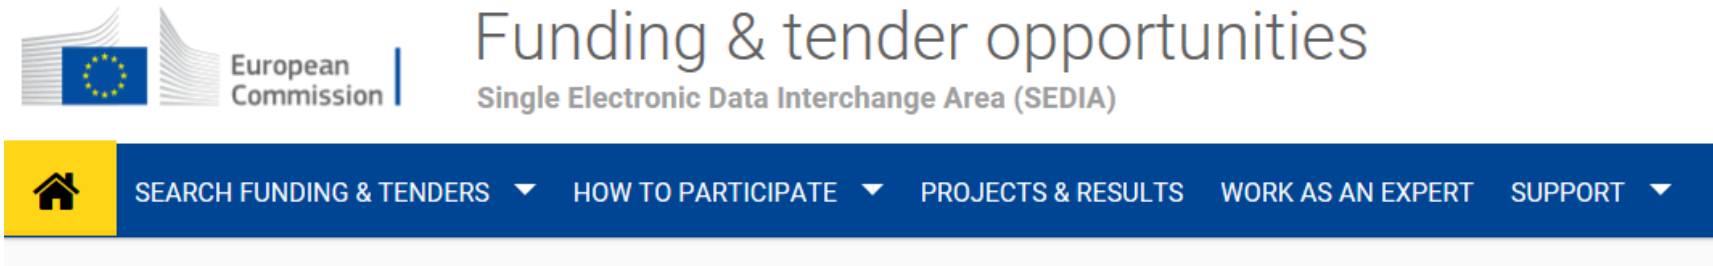 European
Commission
Funding & tender opportunities
Single Electronic Data Interchange Area (SEDIA)
SEARCH FUNDING & TENDERS HOW TO PARTICIPATE PROJECTS & RESULTS WORK AS AN EXPERT SUPPORT